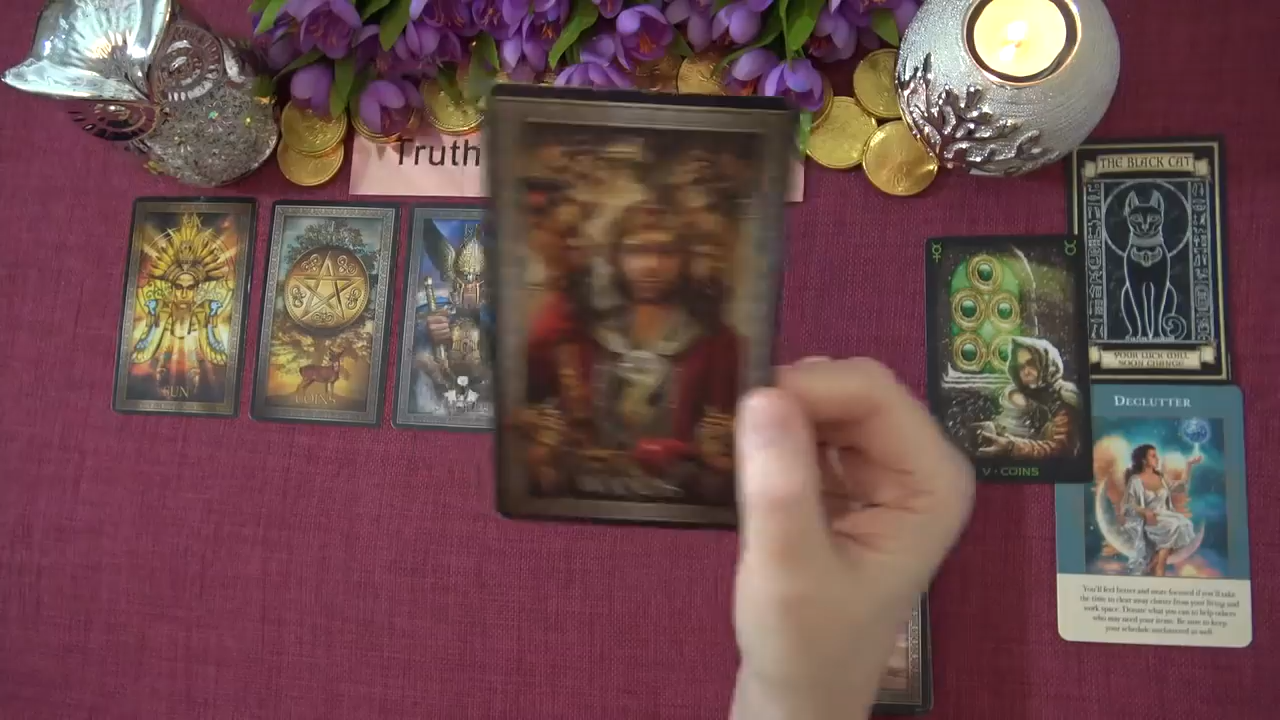 Truth
THE BLACK CAT
YOUR LUCK WILL
SOON CHANGE
SUN
COINS
V · COINS
DECLUTTER
You'll feel better and more focused if you'll take
the time to clear away clutter from your living and
work space. Donate what you can to help others
who may need your items. Be sure to keep
your schedule uncluttered as well.